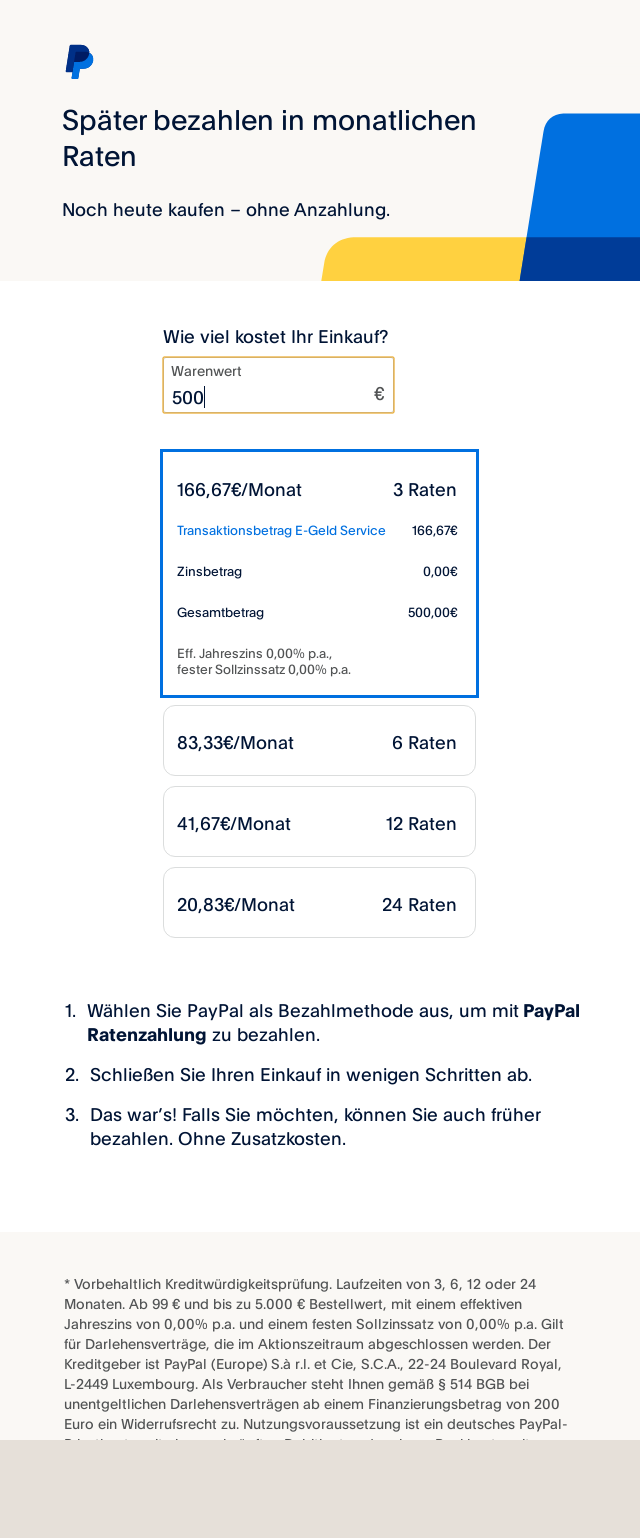 Später bezahlen in monatlichen
Raten
Noch heute kaufen – ohne Anzahlung.
Wie viel kostet Ihr Einkauf?
Warenwert
500 €
166,67€/Monat 3 Raten
Transaktionsbetrag E-Geld Service 166,67€
Zinsbetrag 0,00€
Gesamtbetrag 500,00€
Eff. Jahreszins 0,00% p.a.,
fester Sollzinssatz 0,00% p.a.
83,33€/Monat 6 Raten
41,67€/Monat 12 Raten
20,83€/Monat 24 Raten
1. Wählen Sie PayPal als Bezahlmethode aus, um mit PayPal
Ratenzahlung zu bezahlen.
2. Schließen Sie Ihren Einkauf in wenigen Schritten ab.
3. Das war’s! Falls Sie möchten, können Sie auch früher
bezahlen. Ohne Zusatzkosten.
* Vorbehaltlich Kreditwürdigkeitsprüfung. Laufzeiten von 3, 6, 12 oder 24
Monaten. Ab 99 € und bis zu 5.000 € Bestellwert, mit einem effektiven
Jahreszins von 0,00% p.a. und einem festen Sollzinssatz von 0,00% p.a. Gilt
für Darlehensverträge, die im Aktionszeitraum abgeschlossen werden. Der
Kreditgeber ist PayPal (Europe) S.à r.l. et Cie, S.C.A., 22-24 Boulevard Royal,
L-2449 Luxembourg. Als Verbraucher steht Ihnen gemäß § 514 BGB bei
unentgeltlichen Darlehensverträgen ab einem Finanzierungsbetrag von 200
Euro ein Widerrufsrecht zu. Nutzungsvoraussetzung ist ein deutsches PayPal-